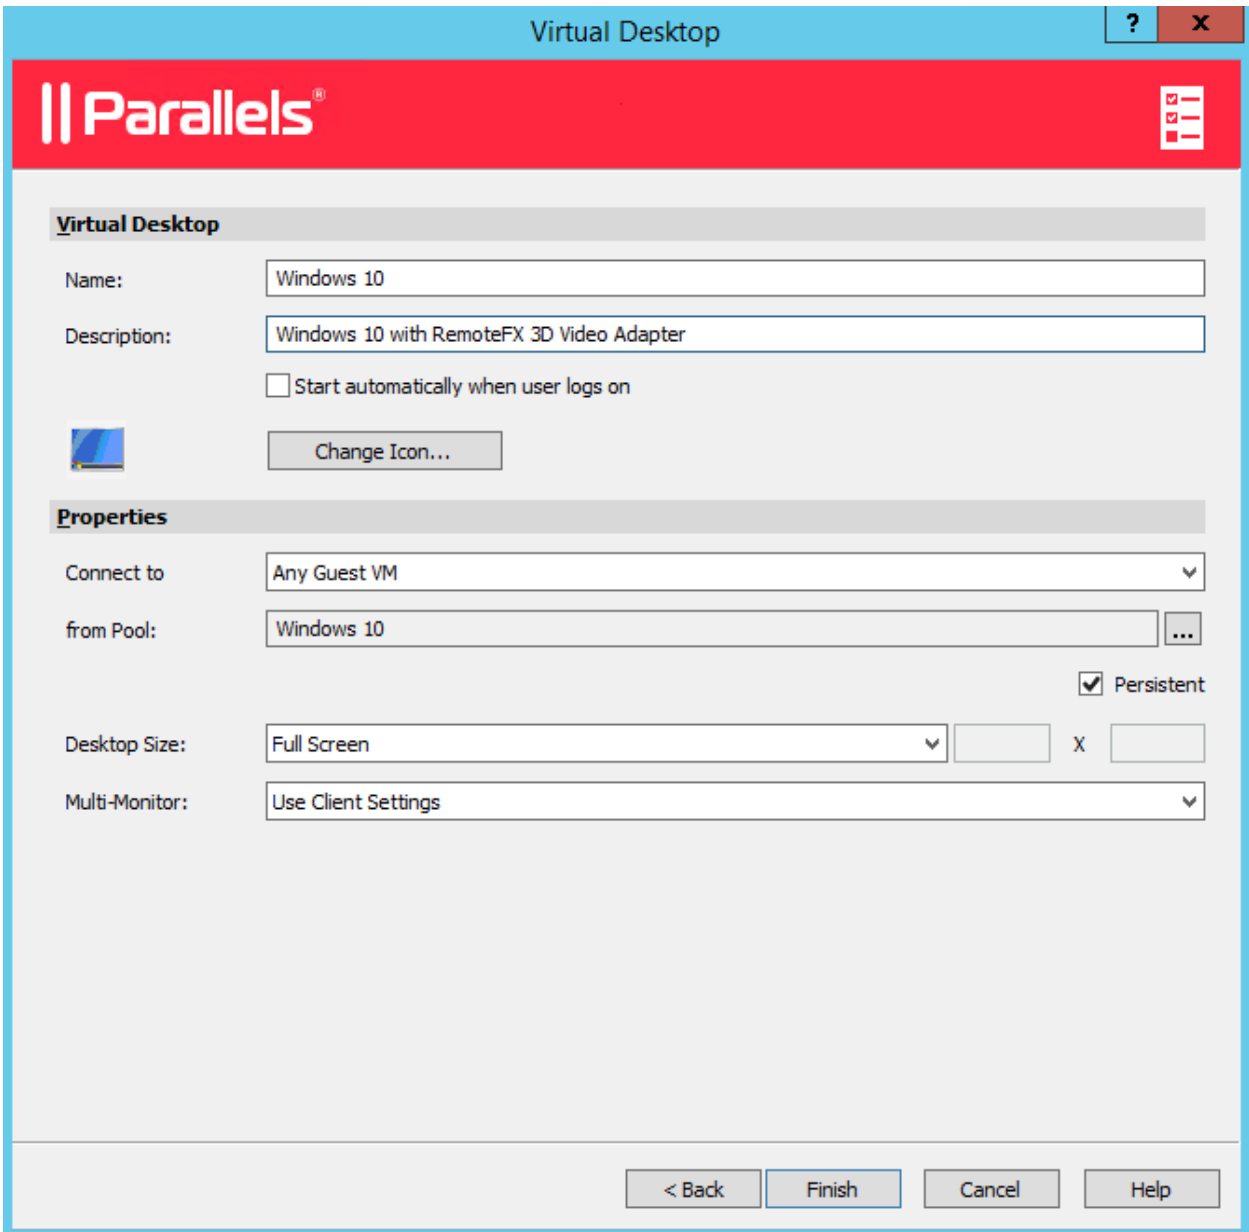 Virtual Desktop
?
x
Parallels®
Virtual Desktop
Name: Windows 10
Description: Windows 10 with RemoteFX 3D Video Adapter
Start automatically when user logs on
Change Icon...
Properties
Connect to Any Guest VM
from Pool: Windows 10 ...
Persistent
Desktop Size: Full Screen X
Multi-Monitor: Use Client Settings
< Back Finish Cancel Help